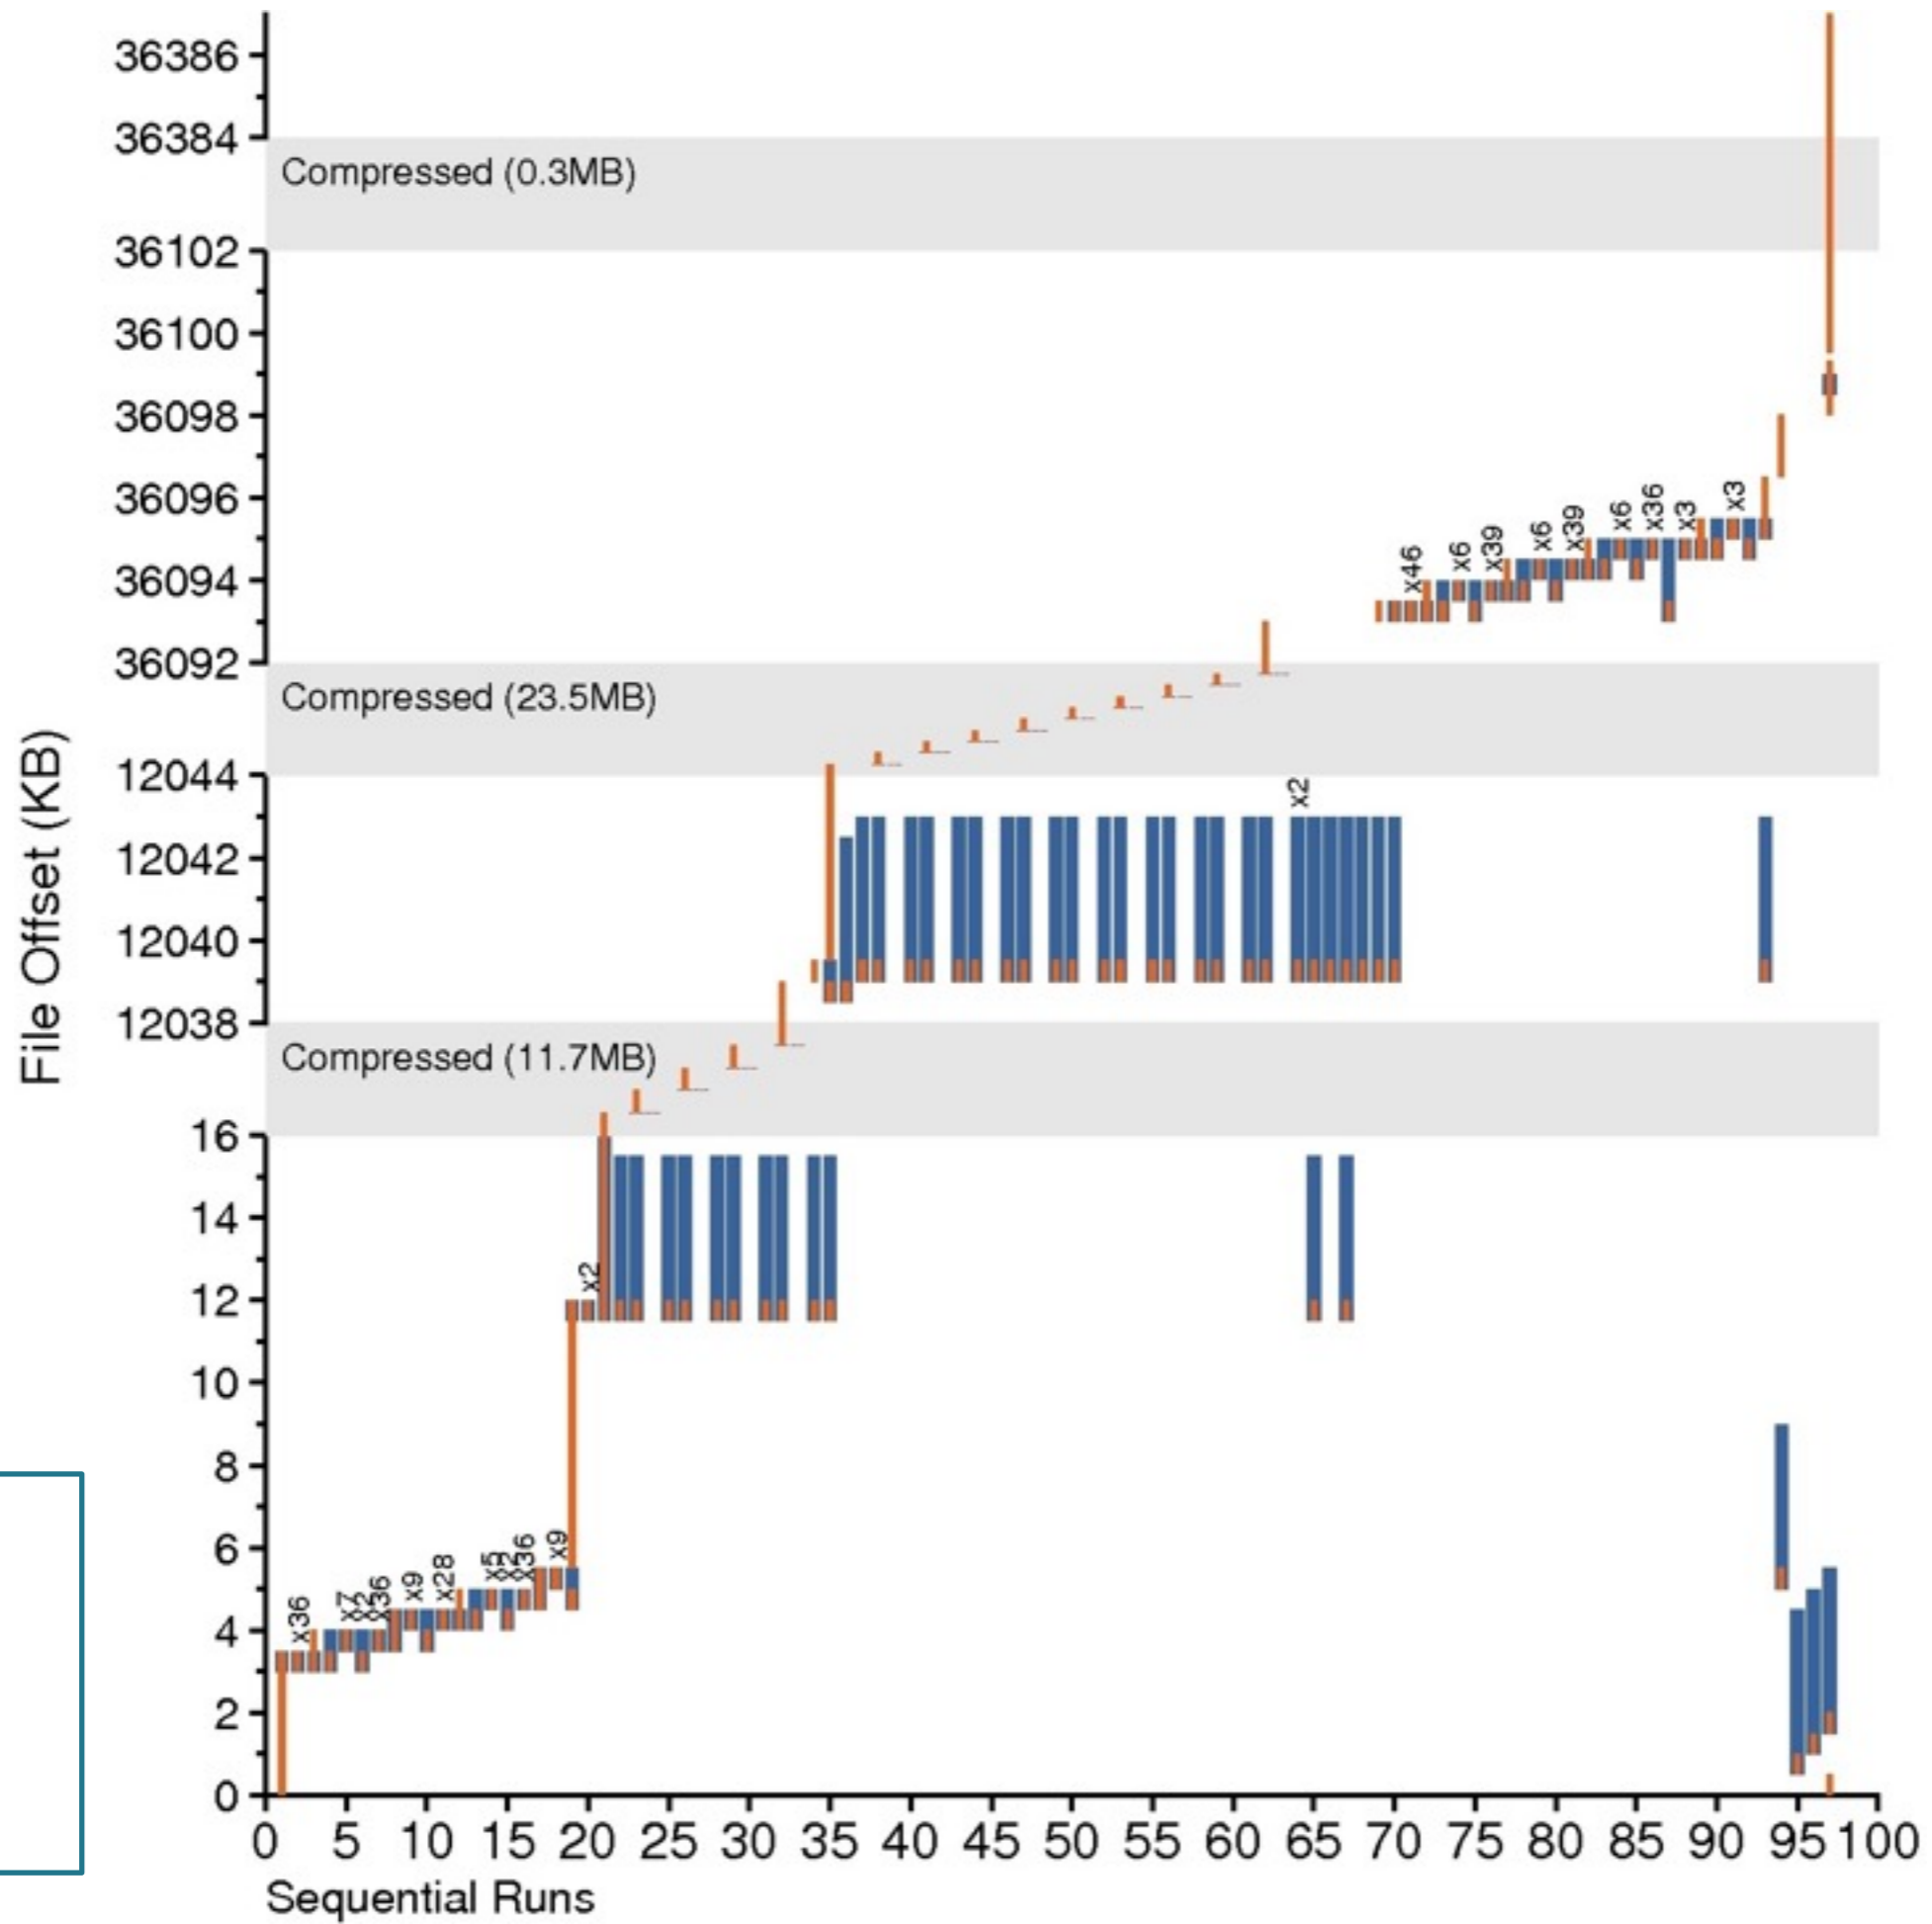 36386
36384
Compressed (0.3MB)
36102
36100
36098
36096
x46 x6 x39 x6 x39 x6 x36 x3 x3
36094
36092
Compressed (23.5MB)
12044
x2
12042
12040
12038
Compressed (11.7MB)
16
14
12
x2
10
8
6
x36 x7 x2 x36 x9 x28 x5 x2 x36 x9
4
2
0
File Offset (KB)
0 5 10 15 20 25 30 35 40 45 50 55 60 65 70 75 80 85 90 95 100
Sequential Runs